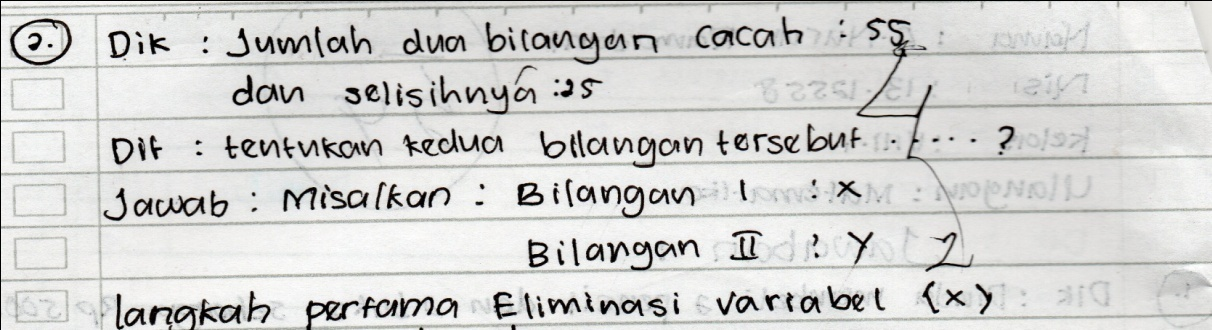 2. Dik : Jumlah dua bilangan cacah : 55
dan selisihnya : 25
Dit : tentukan kedua bilangan tersebut .... ?
Jawab : Misalkan : Bilangan I : x
Bilangan II : y 2
langkah pertama Eliminasi variabel (x)